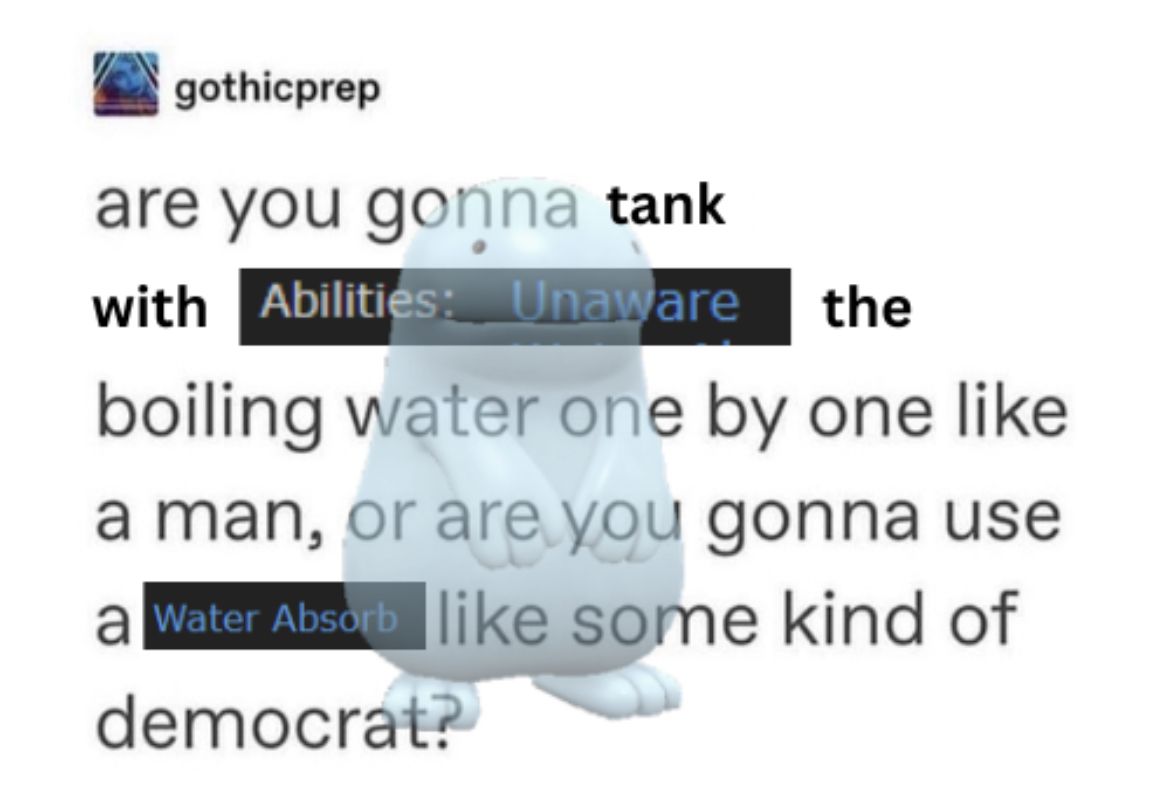 gothicprep
are you gonna tank
with Abilities: Unaware the
boiling water one by one like
a man, or are you gonna use
a Water Absorb like some kind of
democrat?